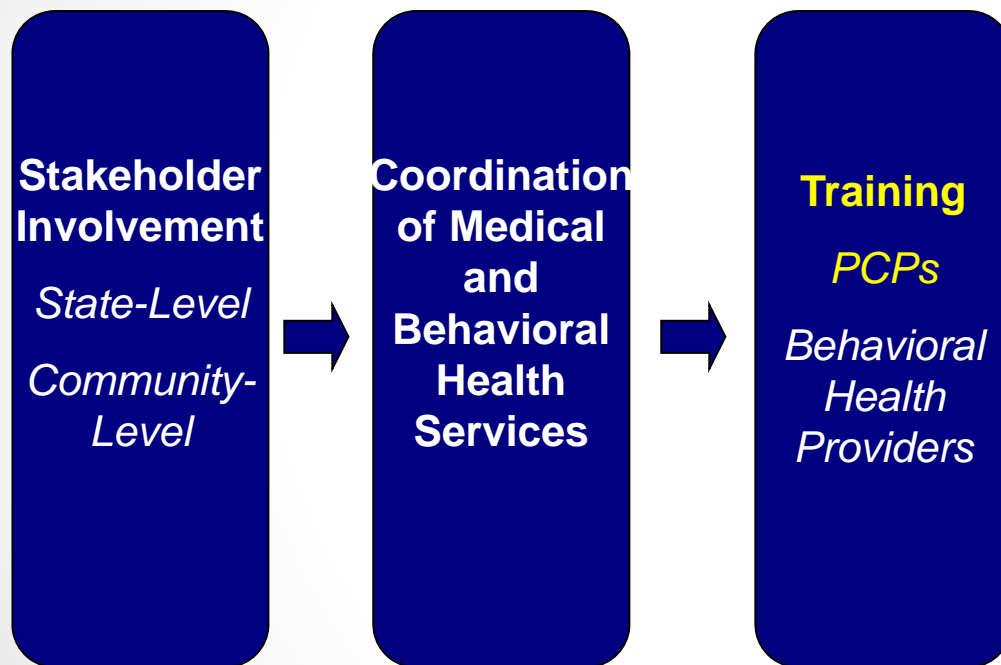 Stakeholder
Involvement
State-Level
Community-
Level
Coordination
of Medical
and
Behavioral
Health
Services
Training
PCPs
Behavioral
Health
Providers